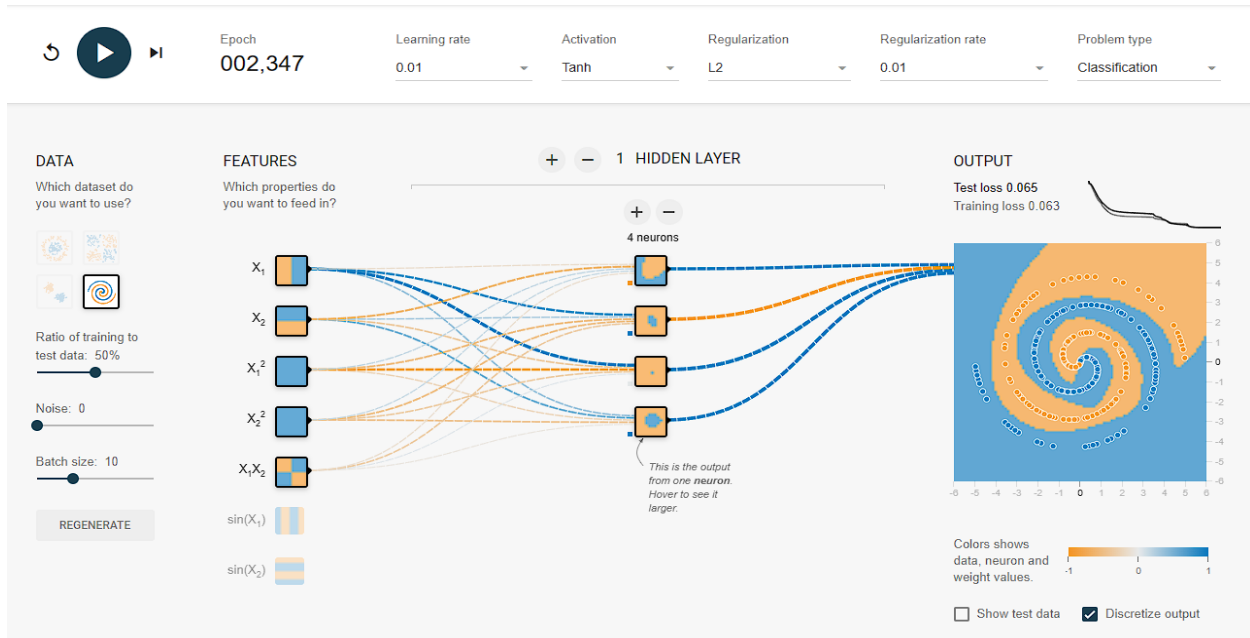 Epoch
002,347
Learning rate
0.01
Activation
Tanh
Regularization
L2
Regularization rate
0.01
Problem type
Classification
DATA
Which dataset do
you want to use?
Ratio of training to
test data: 50%
Noise: 0
Batch size: 10
REGENERATE
FEATURES
Which properties do
you want to feed in?
X₁
X₂
X₁²
X₂²
X₁X₂
sin(X₁)
sin(X₂)
+ − 1 HIDDEN LAYER
+ −
4 neurons
This is the output
from one neuron.
Hover to see it
larger.
OUTPUT
Test loss 0.065
Training loss 0.063
6
5
4
3
2
1
0
-1
-2
-3
-4
-5
-6
-6 -5 -4 -3 -2 -1 0 1 2 3 4 5 6
Colors shows
data, neuron and
weight values.
-1 0 1
Show test data
Discretize output